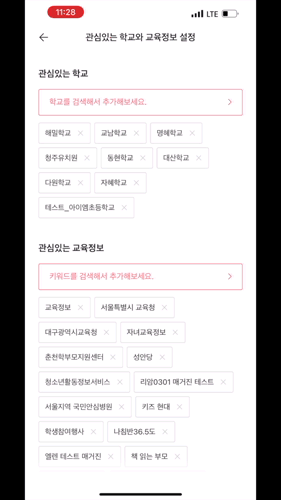 11:28 LTE
관심있는 학교와 교육정보 설정
관심있는 학교
학교를 검색해서 추가해보세요.
해밀학교 교남학교 명혜학교
청주유치원 동현학교 대산학교
다원학교 자혜학교
테스트_아이엠초등학교
관심있는 교육정보
키워드를 검색해서 추가해보세요.
교육정보 서울특별시 교육청
대구광역시교육청 자녀교육정보
춘천학부모지원센터 성안당
청소년활동정보서비스 리암0301 매거진 테스트
서울지역 국민안심병원 키즈 현대
학생참여행사 나침반36.5도
엘렌 테스트 매거진 책 읽는 부모